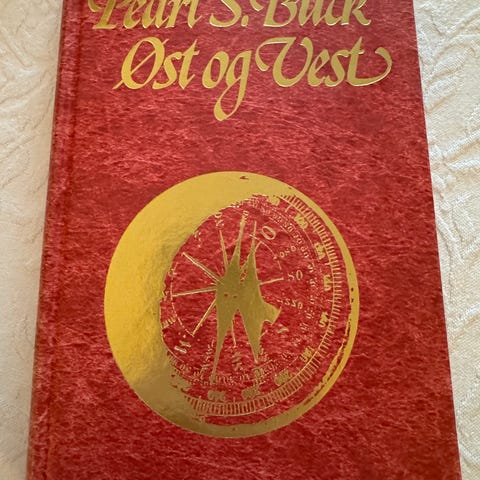 Pearl S. Buck
Øst og Vest